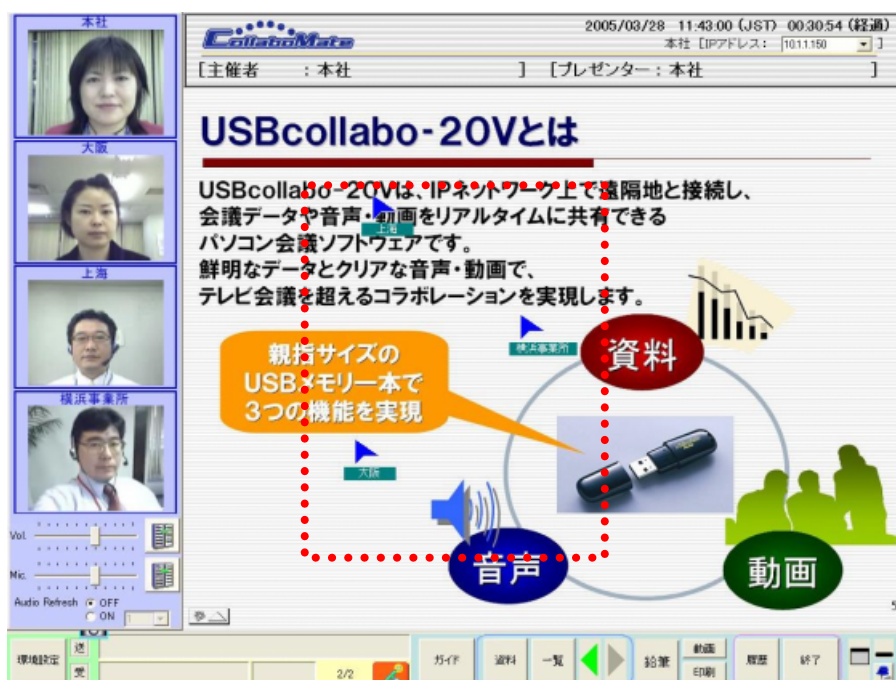 本社
大阪
上海
横浜事業所
Vol.
Mic.
Audio Refresh
OFF
ON
1
CollaboMate
2005/03/28 11:43:00 (JST) 00:30:54 (経過)
本社 [IPアドレス: 10.1.1.150 ]
[主催者 : 本社 ] [プレゼンター : 本社 ]
USBcollabo-20Vとは
USBcollabo-20Vは、IPネットワーク上で遠隔地と接続し、
会議データや音声・動画をリアルタイムに共有できる
パソコン会議ソフトウェアです。
鮮明なデータとクリアな音声・動画で、
テレビ会議を超えるコラボレーションを実現します。
上海
横浜事業所
大阪
親指サイズの
USBメモリー本で
3つの機能を実現
資料
音声
動画
5
環境設定
送
受
2/2
ガイド
資料
一覧
鉛筆
動画
印刷
履歴
終了